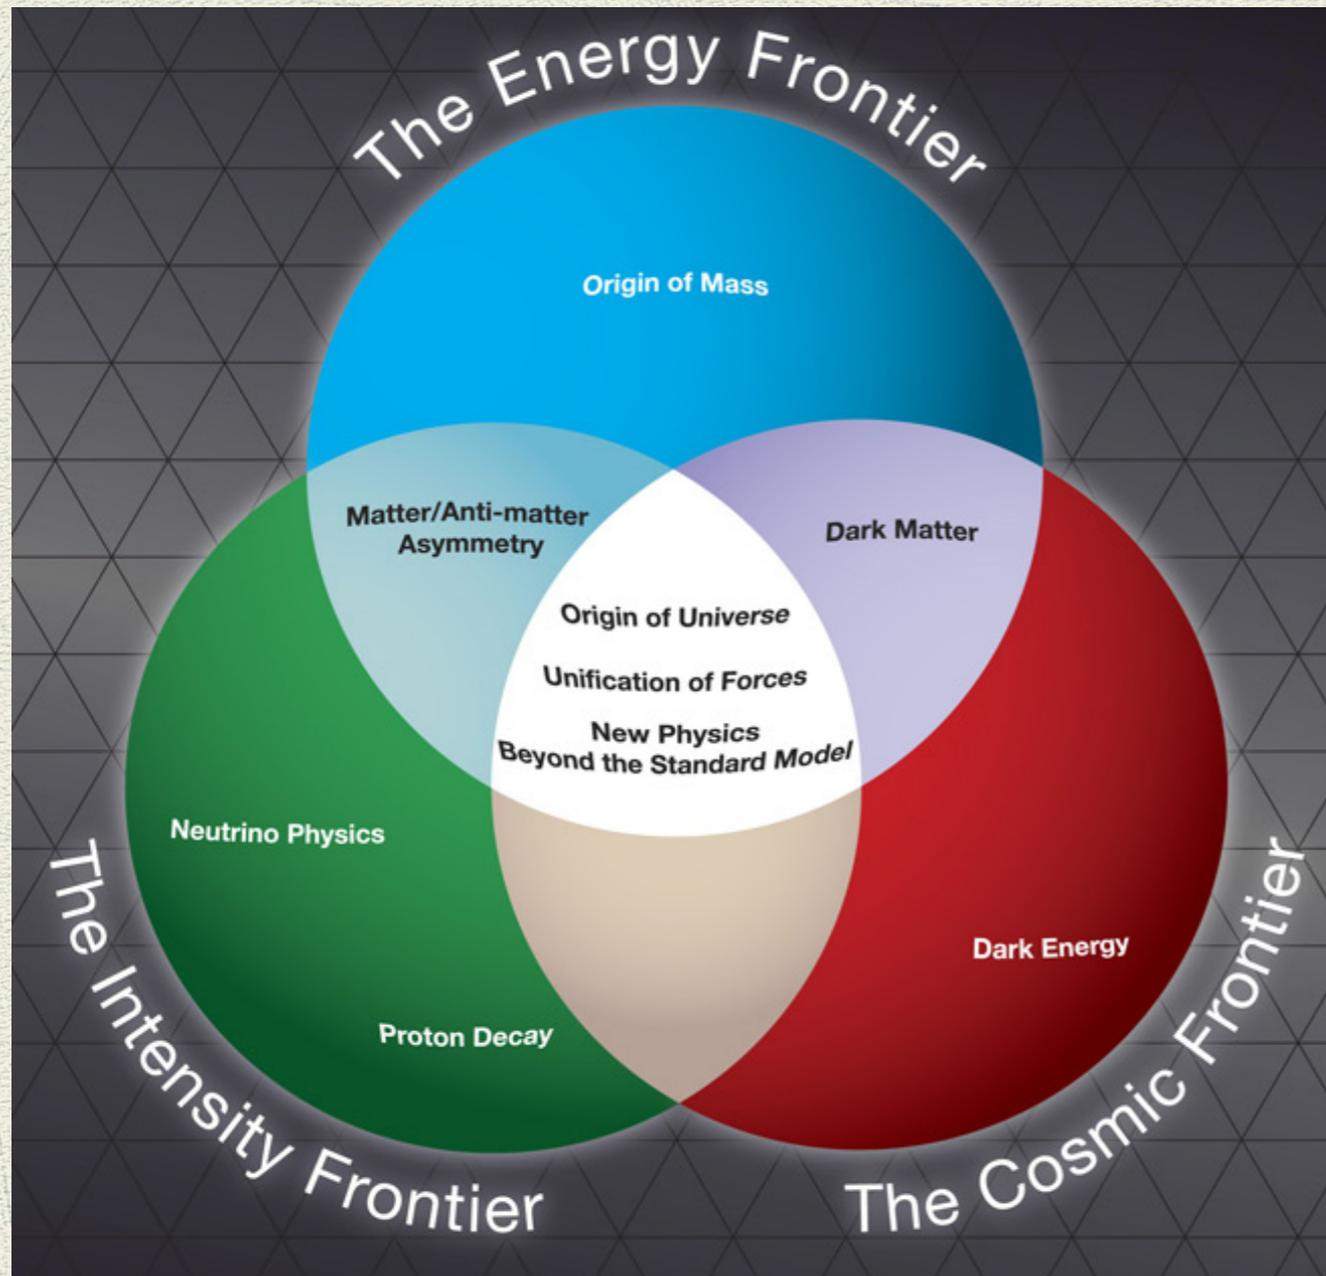 The Energy Frontier
Origin of Mass
Matter/Anti-matter
Asymmetry
Dark Matter
Origin of Universe
Unification of Forces
New Physics
Beyond the Standard Model
Neutrino Physics
Dark Energy
Proton Decay
The Intensity Frontier
The Cosmic Frontier